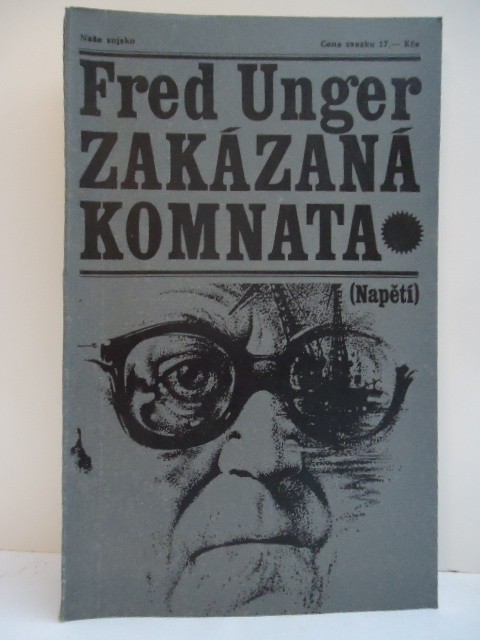 Naše vojsko Cena svazku 17,— Kčs
Fred Unger
ZAKÁZANÁ
KOMNATA
(Napětí)